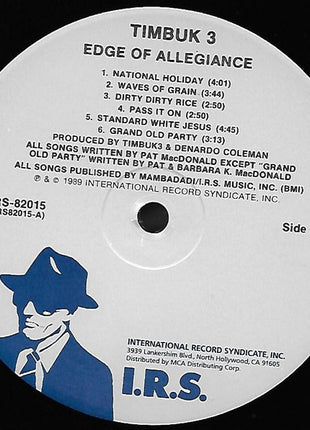 TIMBUK 3
EDGE OF ALLEGIANCE
1. NATIONAL HOLIDAY (4:01)
2. WAVES OF GRAIN (3:44)
3. DIRTY DIRTY RICE (2:50)
4. PASS IT ON (2:50)
5. STANDARD WHITE JESUS (4:45)
6. GRAND OLD PARTY (3:13)
PRODUCED BY TIMBUK3 & DENARDO COLEMAN
ALL SONGS WRITTEN BY PAT MacDONALD EXCEPT "GRAND
OLD PARTY" WRITTEN BY PAT & BARBARA K. MacDONALD
ALL SONGS PUBLISHED BY MAMBADADI/I.R.S. MUSIC, INC. (BMI)
℗ & © 1989 INTERNATIONAL RECORD SYNDICATE, INC.
RS-82015
RS82015-A)
Side
INTERNATIONAL RECORD SYNDICATE, INC.
3939 Lankershim Blvd., North Hollywood, CA 91605
Distributed by MCA Distributing Corp.
I.R.S.